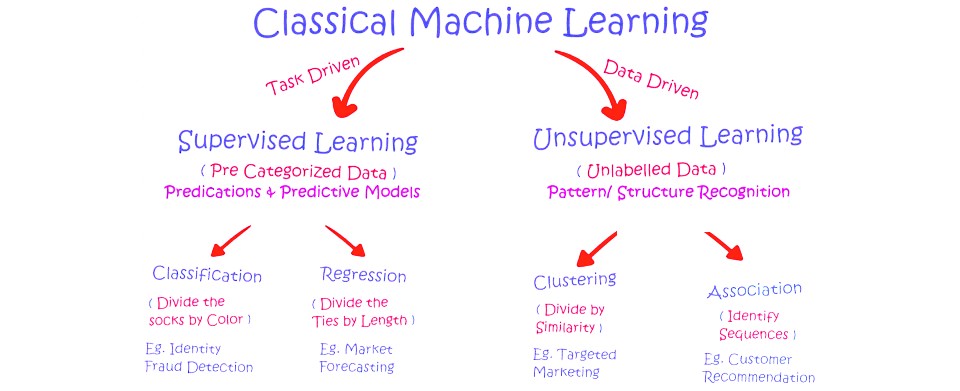 Classical Machine Learning
Task Driven
Data Driven
Supervised Learning
( Pre Categorized Data )
Predications & Predictive Models
Unsupervised Learning
( Unlabelled Data )
Pattern/ Structure Recognition
Classification
( Divide the
socks by Color )
Eg. Identity
Fraud Detection
Regression
( Divide the
Ties by Length )
Eg. Market
Forecasting
Clustering
( Divide by
Similarity )
Eg. Targeted
Marketing
Association
( Identify
Sequences )
Eg. Customer
Recommendation